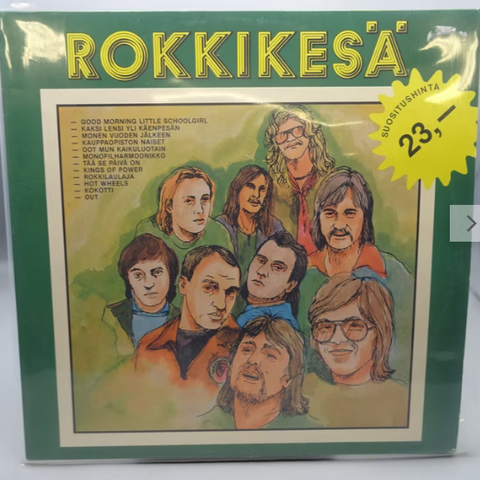 ROKKIKESÄ
SUOSITUSHINTA
23,—
GOOD MORNING LITTLE SCHOOLGIRL
KAKSI LENSI YLI KÄENPESÄN
MONEN VUODEN JÄLKEEN
KAUPPAOPISTON NAISET
OOT MUN KAIKULUOTAIN
MONOFILHARMOONIKKO
TÄÄ SE PÄIVÄ ON
KINGS OF POWER
ROKKILAULAJA
HOT WHEELS
KOKOTTI
OUT